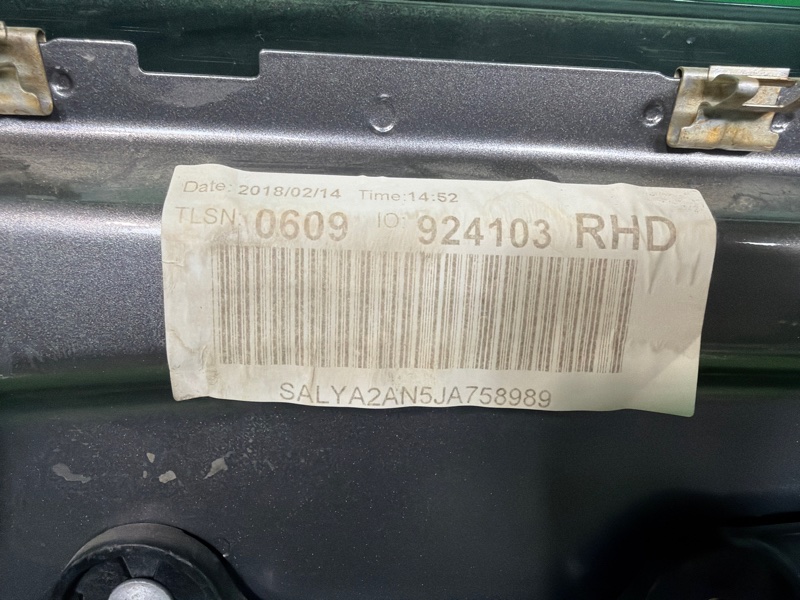 Date: 2018/02/14 Time:14:52
TLSN: 0609 IO: 924103 RHD
SALYA2AN5JA758989